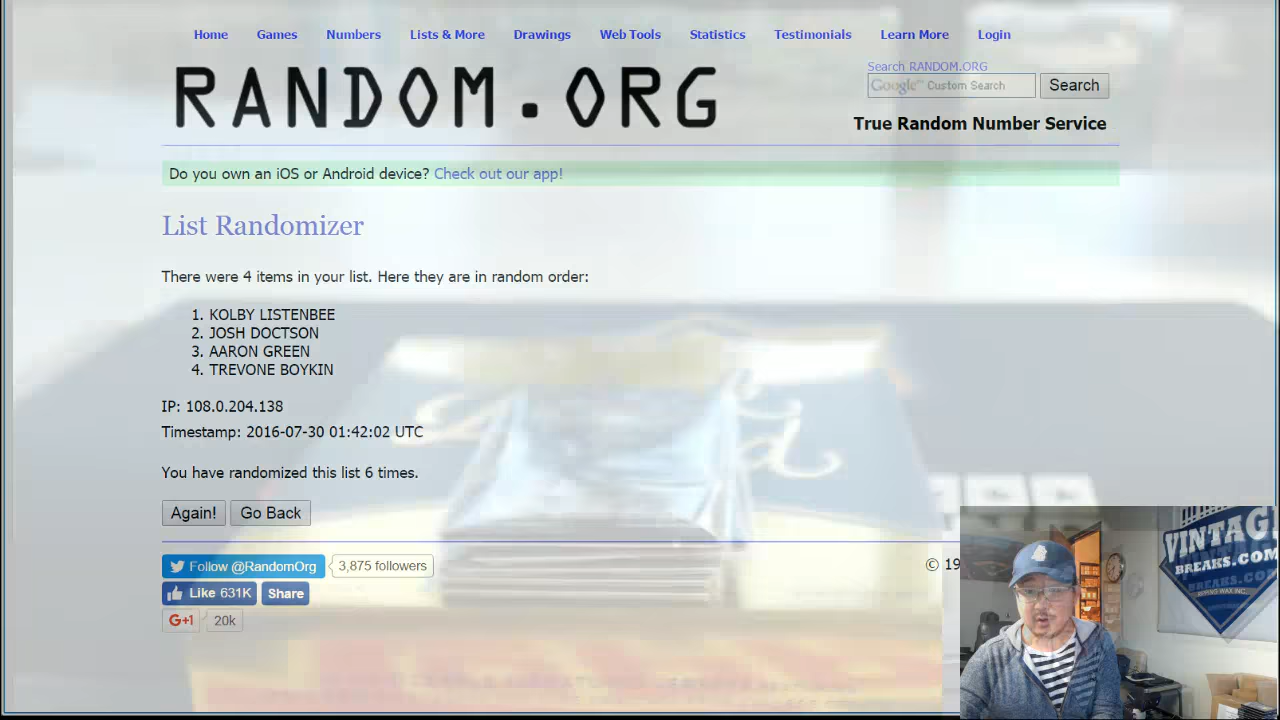 Home Games Numbers Lists & More Drawings Web Tools Statistics Testimonials Learn More Login
Search RANDOM.ORG
RANDOM.ORG
Google™ Custom Search Search
True Random Number Service
Do you own an iOS or Android device? Check out our app!
List Randomizer
There were 4 items in your list. Here they are in random order:
1. KOLBY LISTENBEE
2. JOSH DOCTSON
3. AARON GREEN
4. TREVONE BOYKIN
IP: 108.0.204.138
Timestamp: 2016-07-30 01:42:02 UTC
You have randomized this list 6 times.
Again! Go Back
Follow @RandomOrg 3,875 followers
© 19
Like 631K Share
G+1 20k
VINTAG
BREAKS.COM